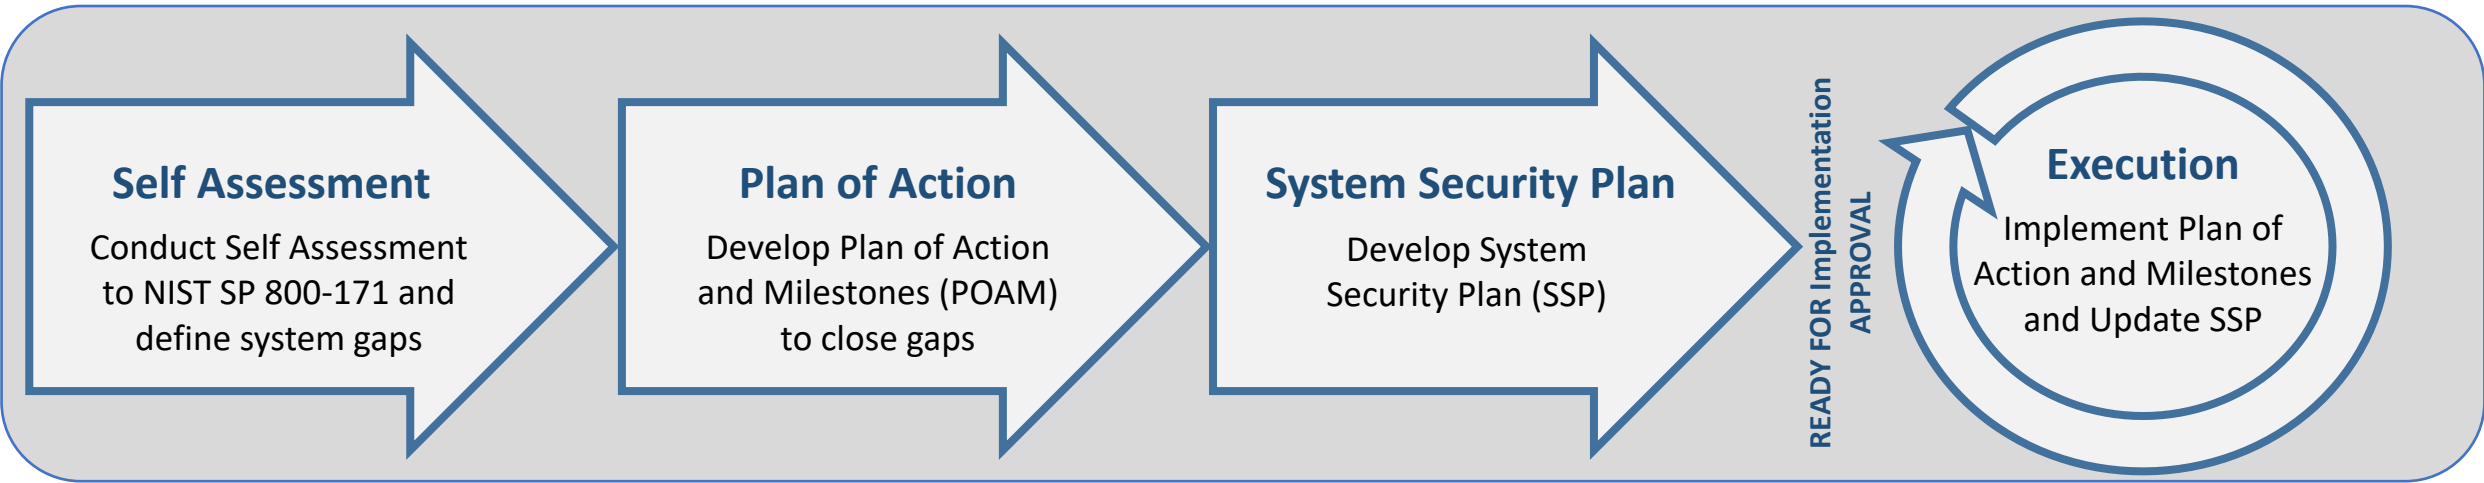 Self Assessment
Conduct Self Assessment
to NIST SP 800-171 and
define system gaps
Plan of Action
Develop Plan of Action
and Milestones (POAM)
to close gaps
System Security Plan
Develop System
Security Plan (SSP)
READY FOR Implementation
APPROVAL
Execution
Implement Plan of
Action and Milestones
and Update SSP